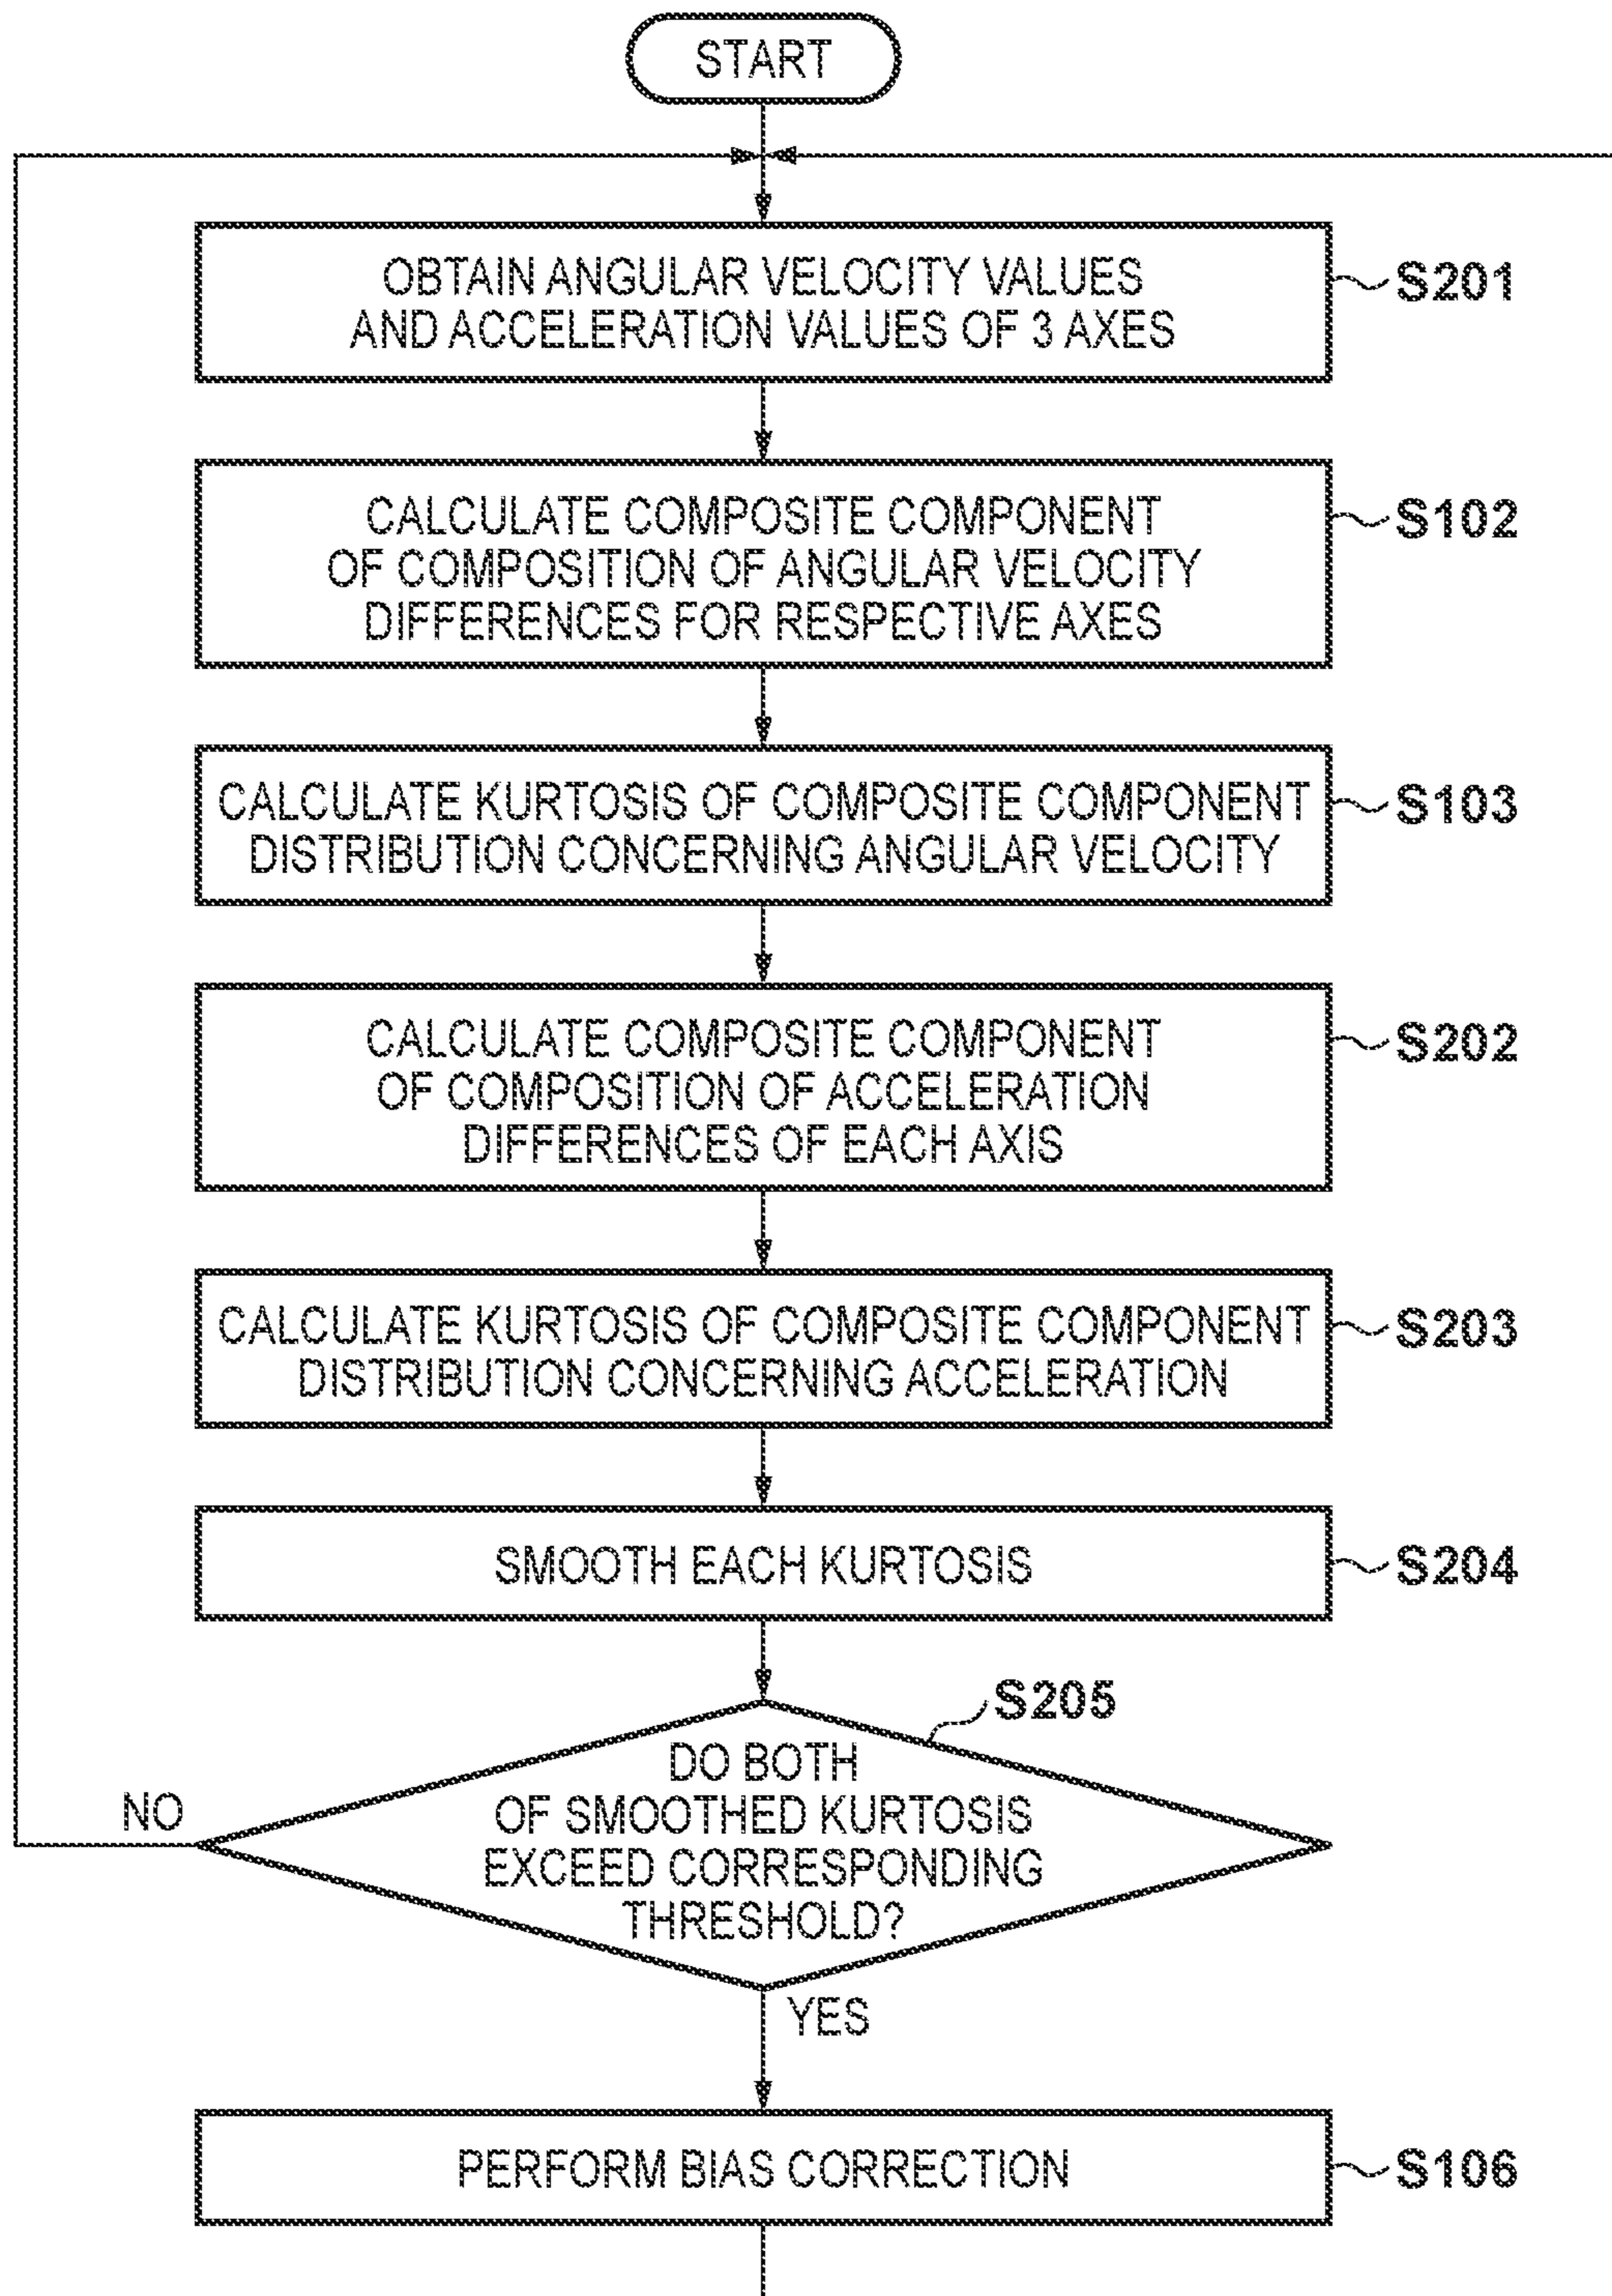 START
OBTAIN ANGULAR VELOCITY VALUES
AND ACCELERATION VALUES OF 3 AXES
S201
CALCULATE COMPOSITE COMPONENT
OF COMPOSITION OF ANGULAR VELOCITY
DIFFERENCES FOR RESPECTIVE AXES
S102
CALCULATE KURTOSIS OF COMPOSITE COMPONENT
DISTRIBUTION CONCERNING ANGULAR VELOCITY
S103
CALCULATE COMPOSITE COMPONENT
OF COMPOSITION OF ACCELERATION
DIFFERENCES OF EACH AXIS
S202
CALCULATE KURTOSIS OF COMPOSITE COMPONENT
DISTRIBUTION CONCERNING ACCELERATION
S203
SMOOTH EACH KURTOSIS
S204
S205
DO BOTH
OF SMOOTHED KURTOSIS
EXCEED CORRESPONDING
THRESHOLD?
NO
YES
PERFORM BIAS CORRECTION
S106